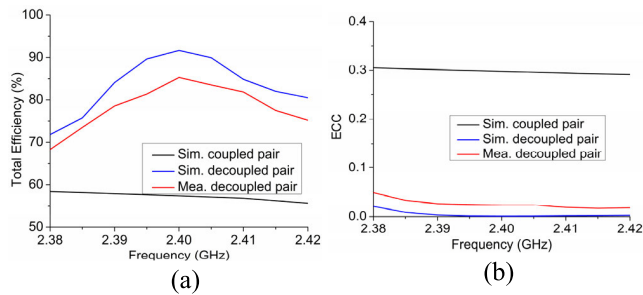 100
90
80
70
60
50
Total Efficiency (%)
Sim. coupled pair
Sim. decoupled pair
Mea. decoupled pair
2.38 2.39 2.40 2.41 2.42
Frequency (GHz)
(a)
0.4
0.3
0.2
0.1
0.0
ECC
Sim. coupled pair
Sim. decoupled pair
Mea. decoupled pair
2.38 2.39 2.40 2.41 2.42
Frequency (GHz)
(b)